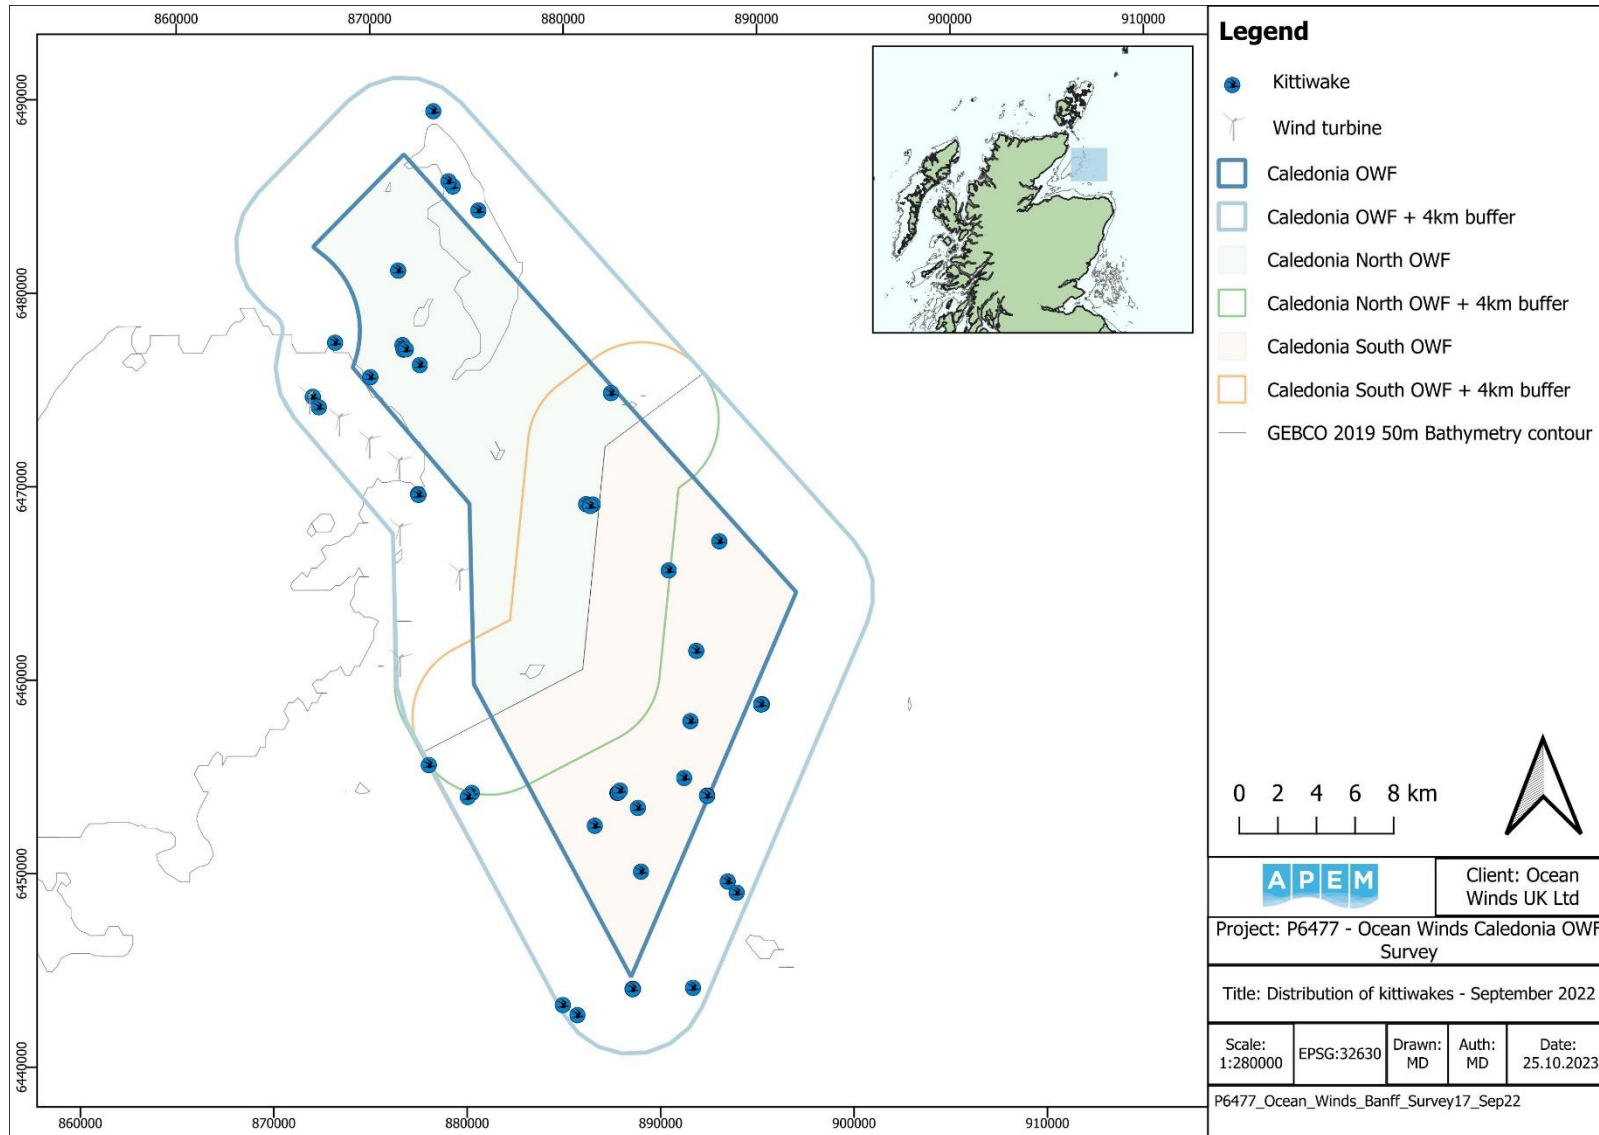 860000 870000 880000 890000 900000 910000
6490000
6480000
6470000
6460000
6450000
6440000
860000 870000 880000 890000 900000 910000
Legend
Kittiwake
Wind turbine
Caledonia OWF
Caledonia OWF + 4km buffer
Caledonia North OWF
Caledonia North OWF + 4km buffer
Caledonia South OWF
Caledonia South OWF + 4km buffer
GEBCO 2019 50m Bathymetry contour
0 2 4 6 8 km
APEM
Client: Ocean
Winds UK Ltd
Project: P6477 - Ocean Winds Caledonia OWF
Survey
Title: Distribution of kittiwakes - September 2022
Scale:
1:280000
EPSG:32630
Drawn:
MD
Auth:
MD
Date:
25.10.2023
P6477_Ocean_Winds_Banff_Survey17_Sep22